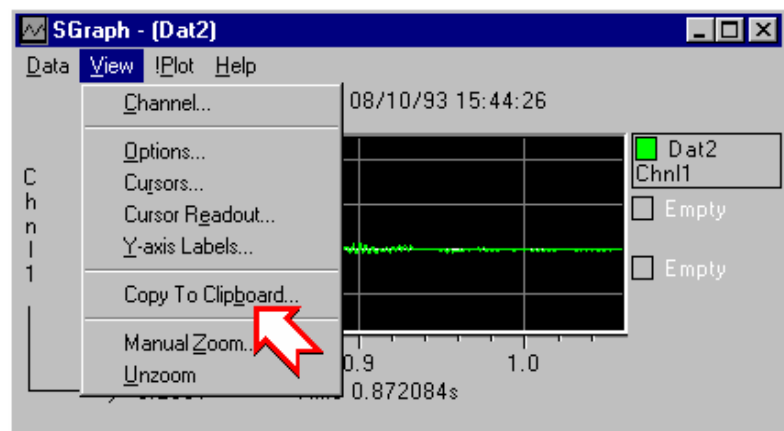 SGraph - (Dat2)
Data View !Plot Help
08/10/93 15:44:26
Channel...
Options...
Cursors...
Cursor Readout...
Y-axis Labels...
Copy To Clipboard...
Manual Zoom...
Unzoom
Chnl1
Dat2
Chnl1
Empty
Empty
0.9 1.0
0.872084s